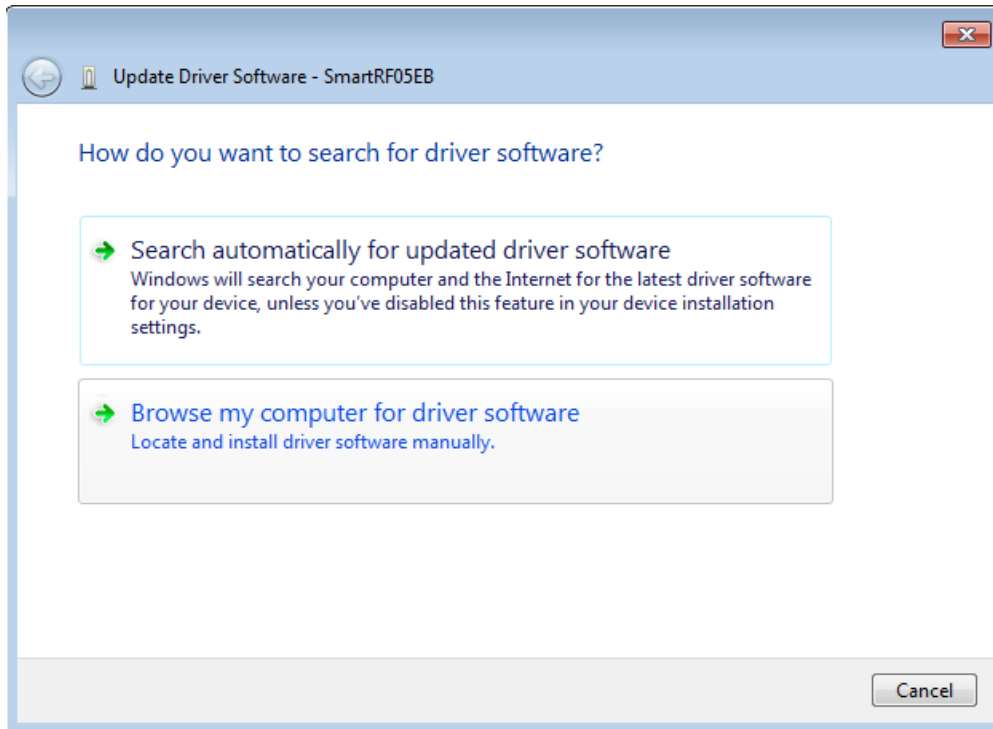 Update Driver Software - SmartRF05EB
How do you want to search for driver software?
Search automatically for updated driver software
Windows will search your computer and the Internet for the latest driver software
for your device, unless you've disabled this feature in your device installation
settings.
Browse my computer for driver software
Locate and install driver software manually.
Cancel